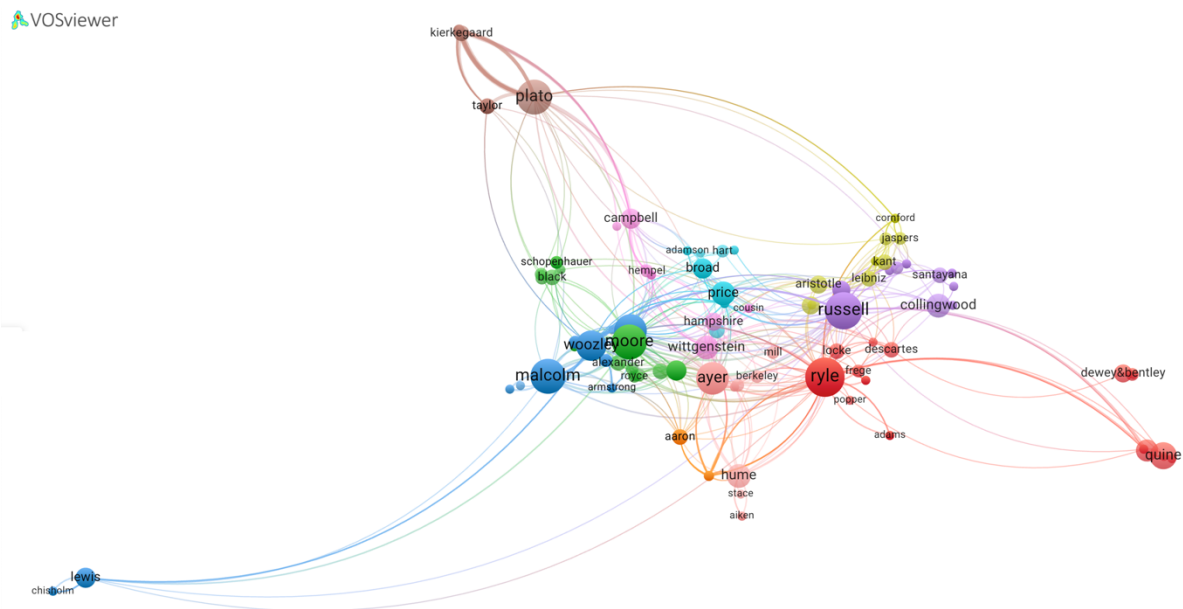 VOSviewer
kierkegaard
plato
taylor
campbell
cornford
jaspers
adamson hart
schopenhauer
hempel
broad
kant
black
leibniz
santayana
aristotle
price
cousin
russell
collingwood
hampshire
moore
woozley
wittgenstein
mill
locke
descartes
alexander
malcolm
royce
ayer
berkeley
ryle
frege
dewey&bentley
armstrong
popper
aaron
adams
quine
hume
stace
aiken
lewis
chisholm